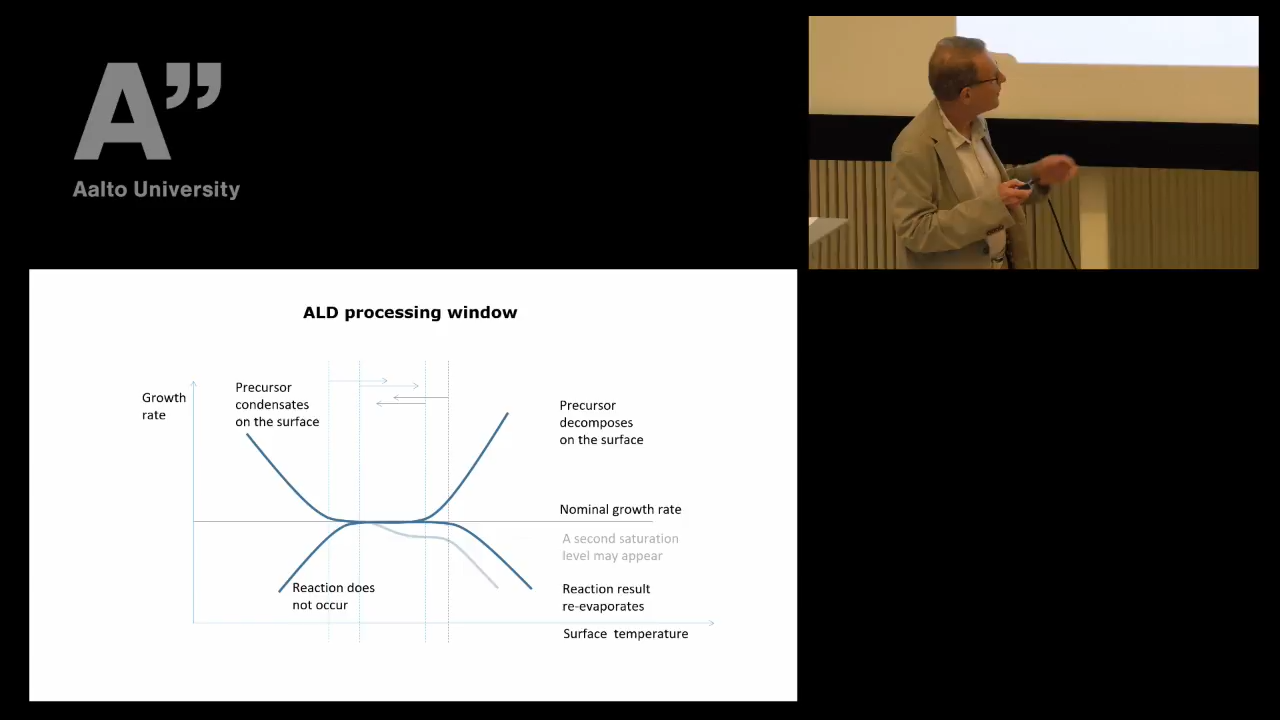 A”
Aalto University
ALD processing window
Growth
rate
Precursor
condensates
on the surface
Precursor
decomposes
on the surface
Nominal growth rate
A second saturation
level may appear
Reaction does
not occur
Reaction result
re-evaporates
Surface temperature